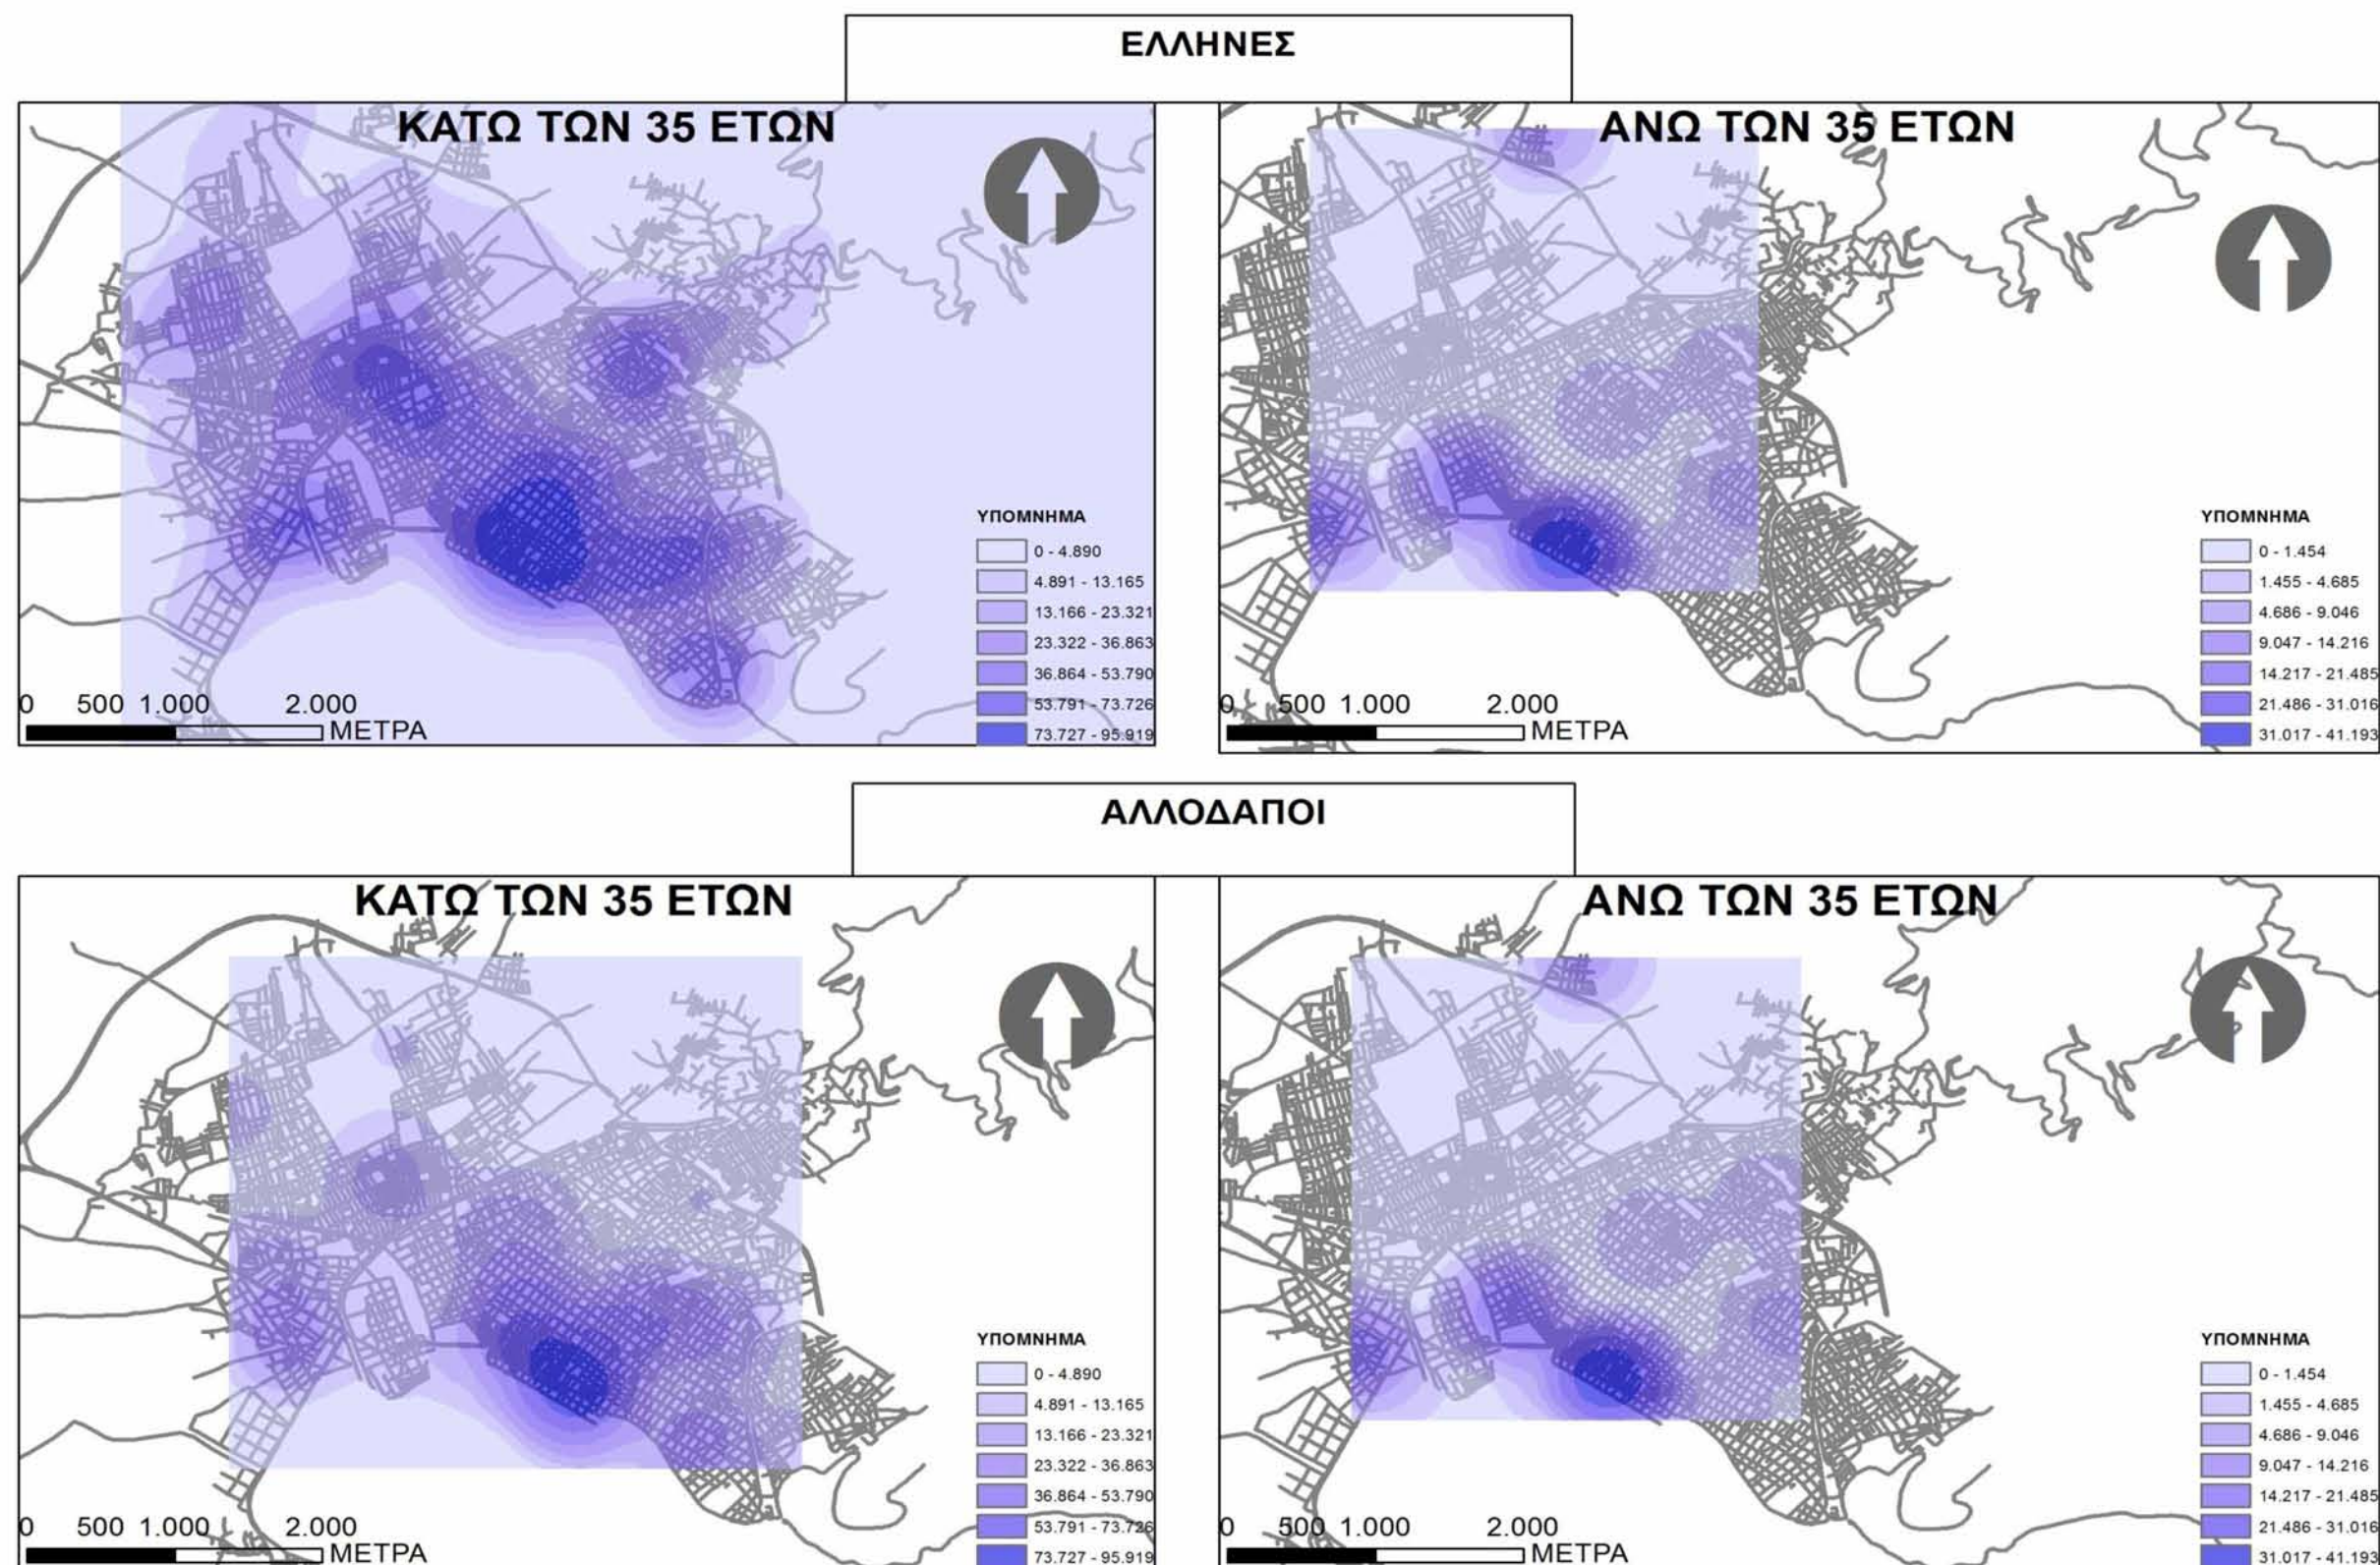 ΕΛΛΗΝΕΣ
ΚΑΤΩ ΤΩΝ 35 ΕΤΩΝ
ΥΠΟΜΝΗΜΑ
0 - 4.890
4.891 - 13.165
13.166 - 23.321
23.322 - 36.863
36.864 - 53.790
53.791 - 73.726
73.727 - 95.919
0 500 1.000 2.000
ΜΕΤΡΑ
ΑΝΩ ΤΩΝ 35 ΕΤΩΝ
ΥΠΟΜΝΗΜΑ
0 - 1.454
1.455 - 4.685
4.686 - 9.046
9.047 - 14.216
14.217 - 21.485
21.486 - 31.016
31.017 - 41.193
0 500 1.000 2.000
ΜΕΤΡΑ
ΑΛΛΟΔΑΠΟΙ
ΚΑΤΩ ΤΩΝ 35 ΕΤΩΝ
ΥΠΟΜΝΗΜΑ
0 - 4.890
4.891 - 13.165
13.166 - 23.321
23.322 - 36.863
36.864 - 53.790
53.791 - 73.726
73.727 - 95.919
0 500 1.000 2.000
ΜΕΤΡΑ
ΑΝΩ ΤΩΝ 35 ΕΤΩΝ
ΥΠΟΜΝΗΜΑ
0 - 1.454
1.455 - 4.685
4.686 - 9.046
9.047 - 14.216
14.217 - 21.485
21.486 - 31.016
31.017 - 41.193
0 500 1.000 2.000
ΜΕΤΡΑ